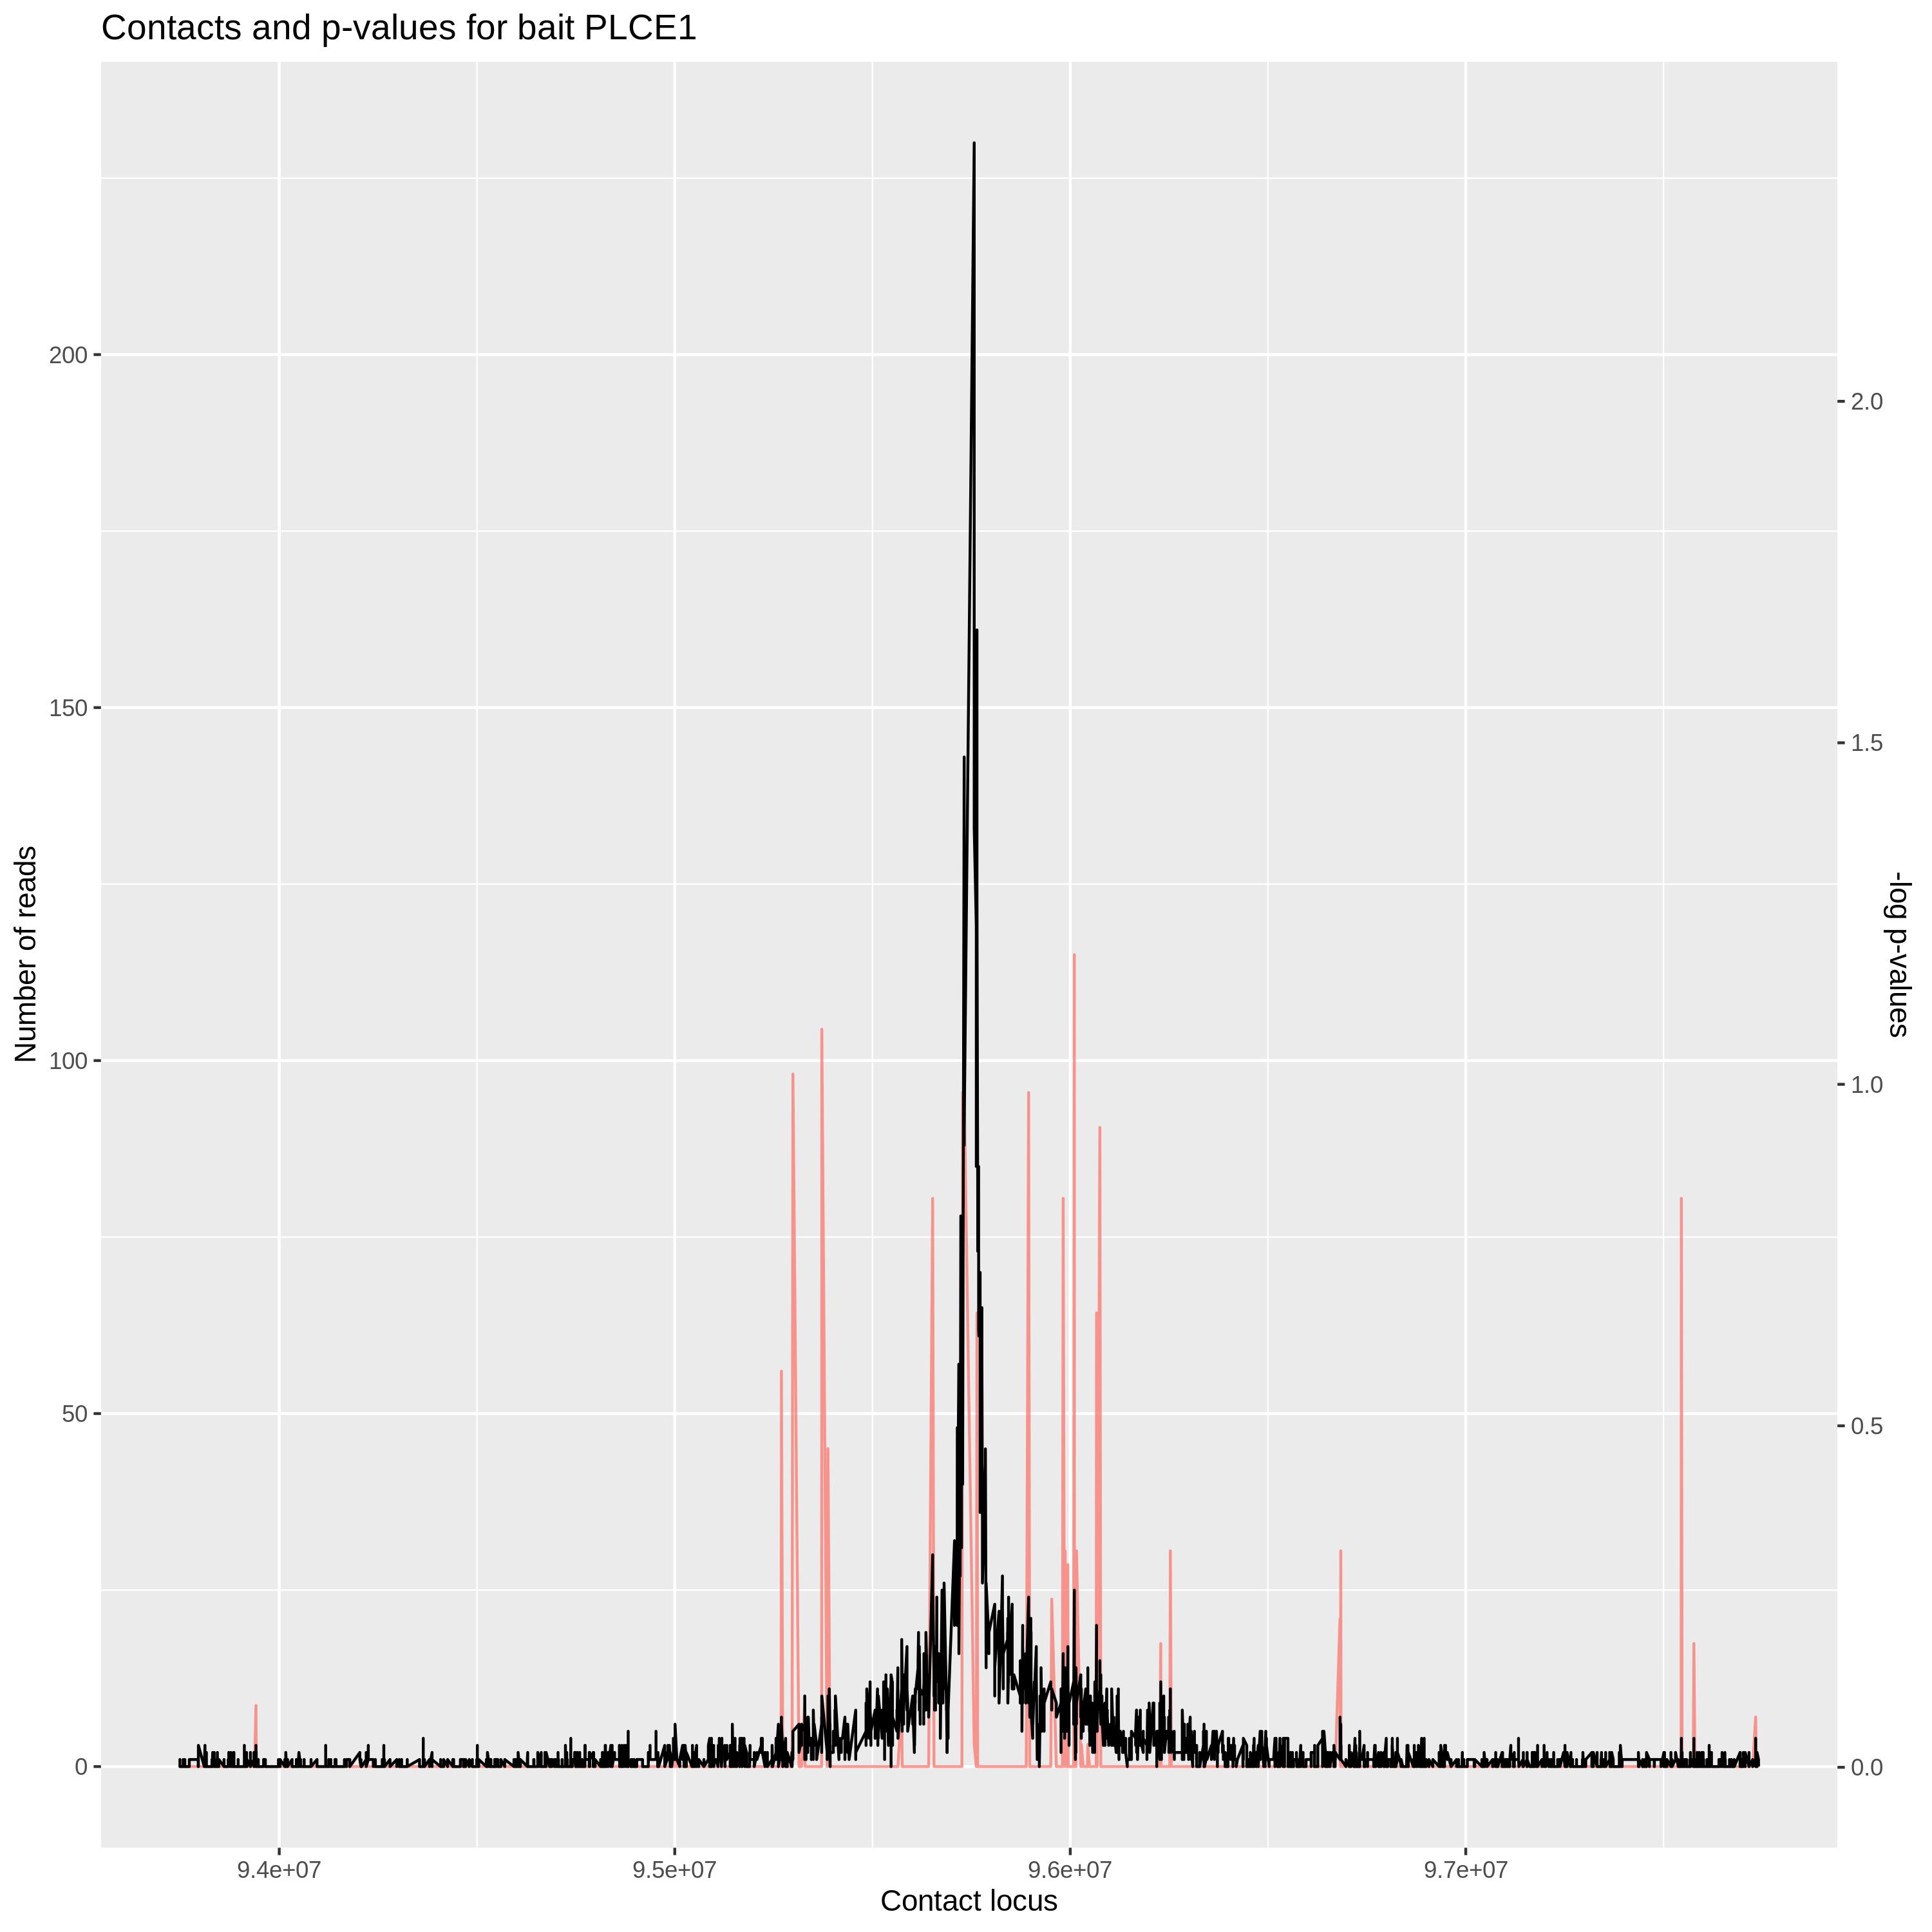 Contacts and p-values for bait PLCE1
200
150
100
50
0
Number of reads
2.0
1.5
1.0
0.5
0.0
-log p-values
9.4e+07 9.5e+07 9.6e+07 9.7e+07
Contact locus